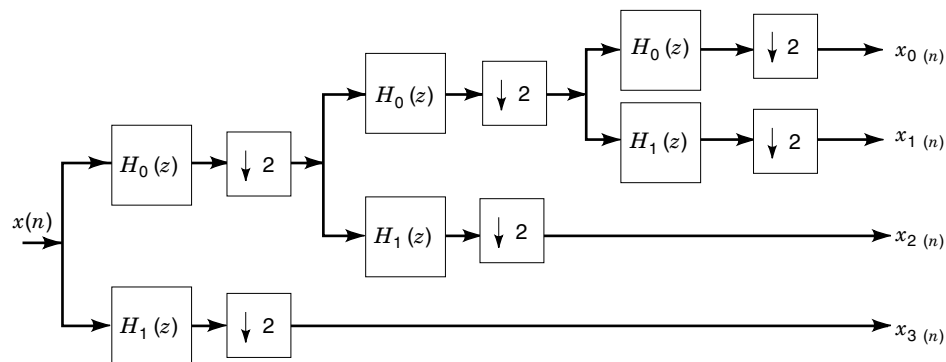 H₀(z) ↓ 2 x₀ (n)
H₀(z) ↓ 2
H₁(z) ↓ 2 x₁ (n)
H₀(z) ↓ 2
x(n)
H₁(z) ↓ 2 x₂ (n)
H₁(z) ↓ 2 x₃ (n)